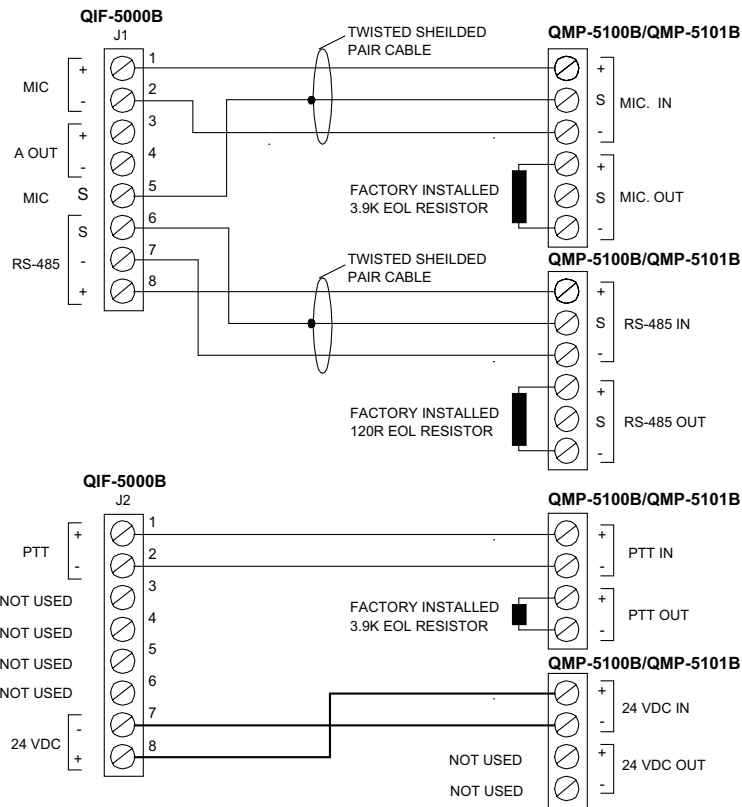 QIF-5000B
J1
TWISTED SHEILDED
PAIR CABLE
QMP-5100B/QMP-5101B
MIC
+
-
A OUT
+
-
MIC S
RS-485
S
-
+
1
2
3
4
5
6
7
8
+
S
-
MIC. IN
FACTORY INSTALLED
3.9K EOL RESISTOR
+
S
-
MIC. OUT
TWISTED SHEILDED
PAIR CABLE
QMP-5100B/QMP-5101B
+
S
-
RS-485 IN
FACTORY INSTALLED
120R EOL RESISTOR
+
S
-
RS-485 OUT
QIF-5000B
J2
QMP-5100B/QMP-5101B
PTT
+
-
NOT USED
NOT USED
NOT USED
NOT USED
24 VDC
-
+
1
2
3
4
5
6
7
8
+
-
PTT IN
FACTORY INSTALLED
3.9K EOL RESISTOR
+
-
PTT OUT
QMP-5100B/QMP-5101B
+
-
24 VDC IN
NOT USED
NOT USED
+
-
24 VDC OUT